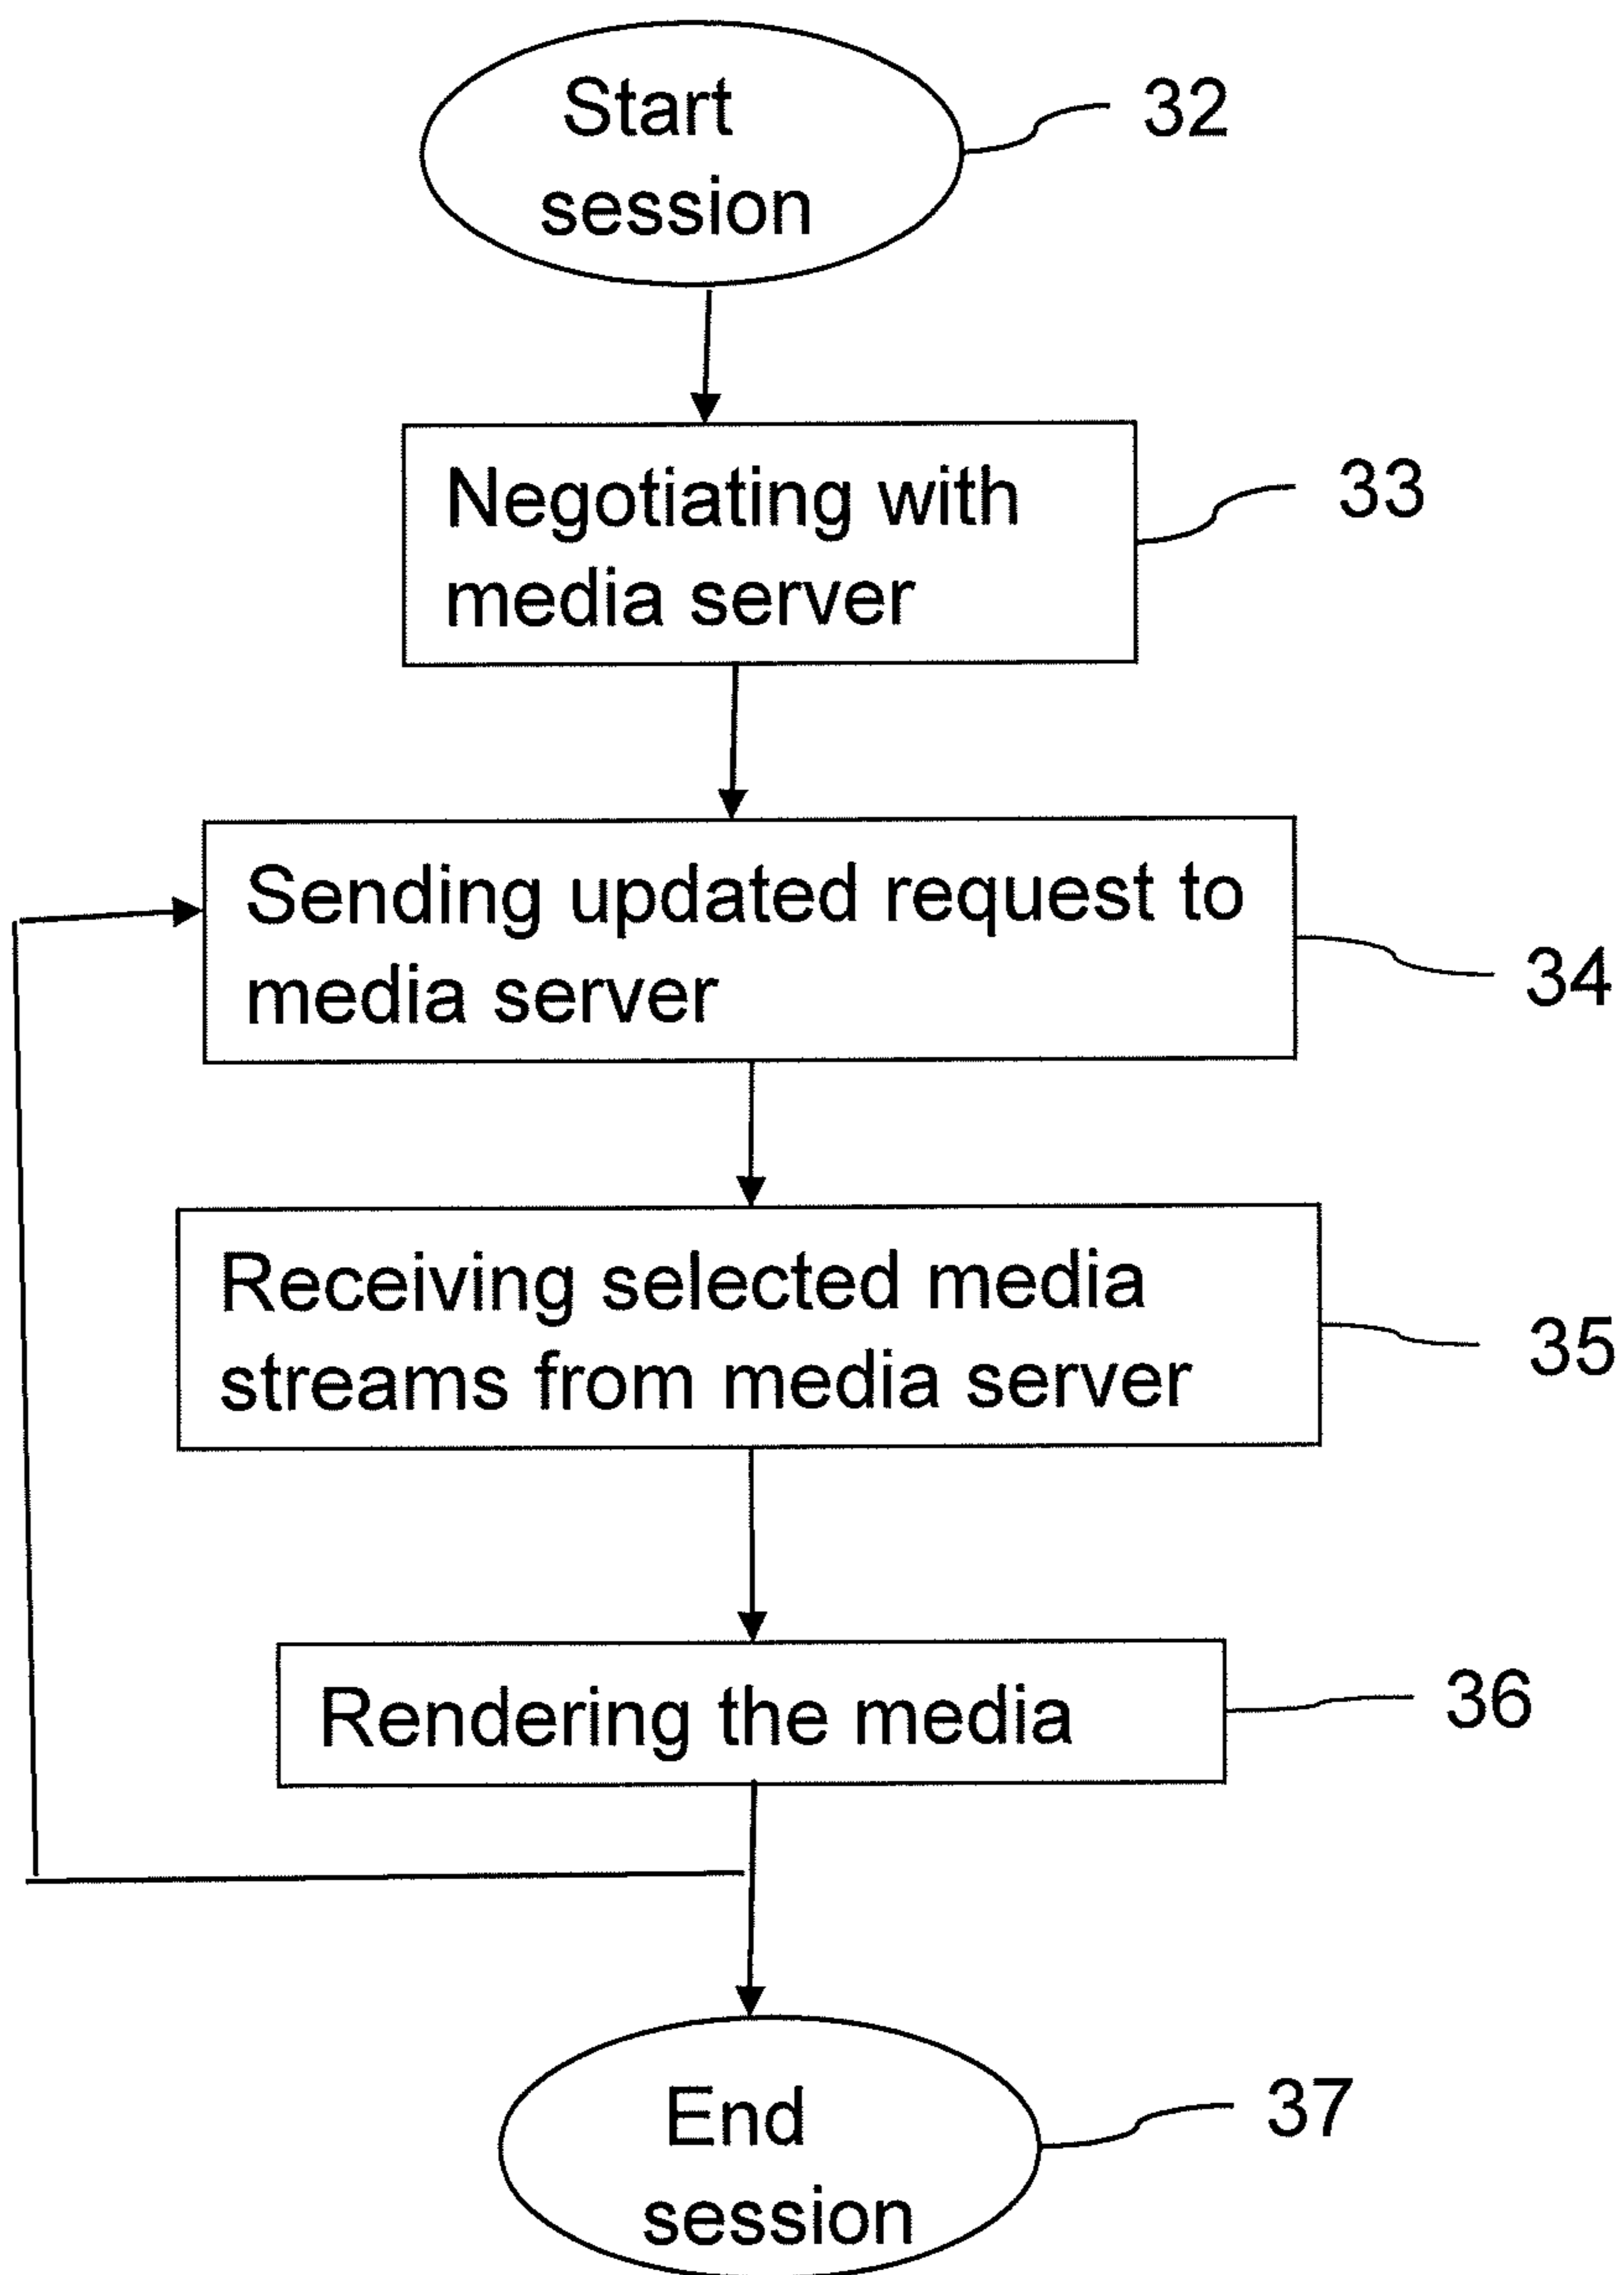 Start
session
32
Negotiating with
media server
33
Sending updated request to
media server
34
Receiving selected media
streams from media server
35
Rendering the media
36
End
session
37